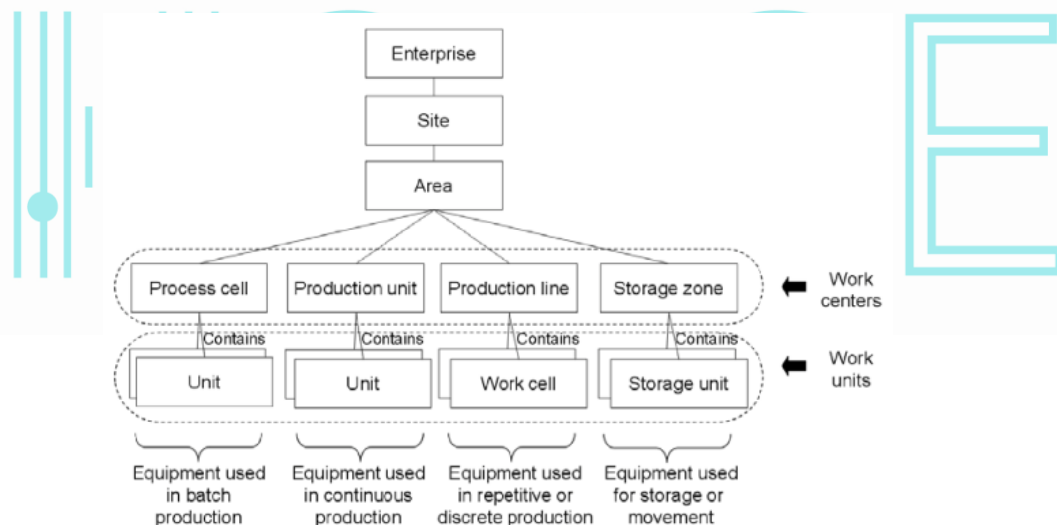 Enterprise
Site
Area
Process cell
Production unit
Production line
Storage zone
Work
centers
Contains
Contains
Contains
Contains
Unit
Unit
Work cell
Storage unit
Work
units
Equipment used
in batch
production
Equipment used
in continuous
production
Equipment used
in repetitive or
discrete production
Equipment used
for storage or
movement